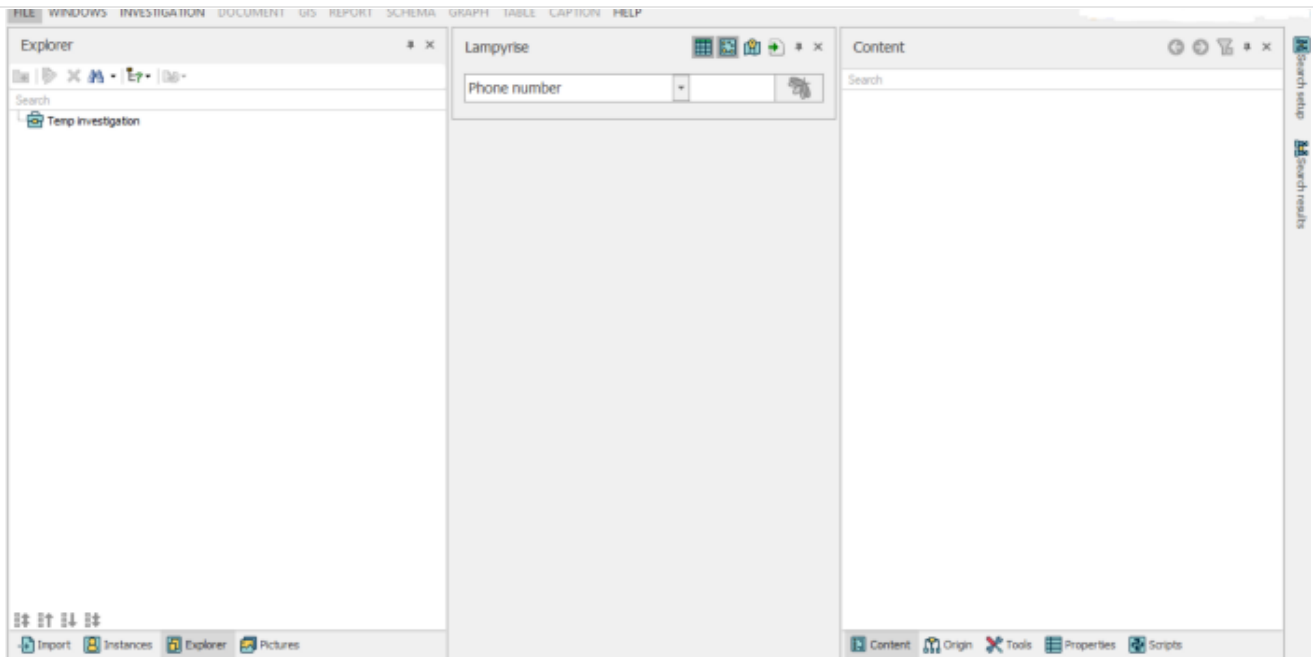 FILE WINDOWS INVESTIGATION DOCUMENT GIS REPORT SCHEMA GRAPH TABLE CAPTION HELP
Explorer
Search
Temp investigation
Import Instances Explorer Pictures
Lampyrise
Phone number
Content
Search
Content Origin Tools Properties Scripts
Search setup
Search results